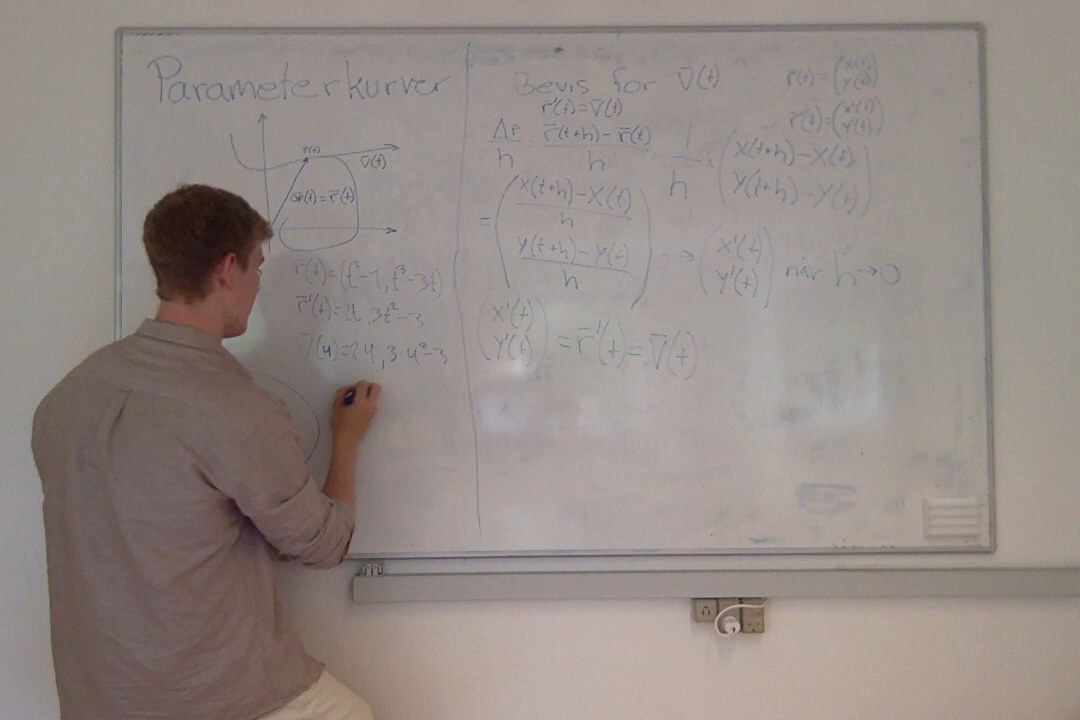 Parameterkurver
P(t)
v̄(t)
OP(t) = r̄(t)
r̄(t)=(t²-1, t³-3t)
r̄'(t)=2t, 3t²-3
v̄(4)=2·4, 3·4²-3
Bevis for v̄(t)
r̄'(t)=v̄(t)
r̄(t)=(x(t) y(t))
r̄'(t)=(x'(t) y'(t))
Δr̄/h = (r̄(t+h)-r̄(t))/h = 1/h · (x(t+h)-x(t) y(t+h)-y(t))
= ((x(t+h)-x(t))/h (y(t+h)-y(t))/h) → (x'(t) y'(t)) når h→0
(x'(t) y'(t)) = r̄'(t) = v̄(t)